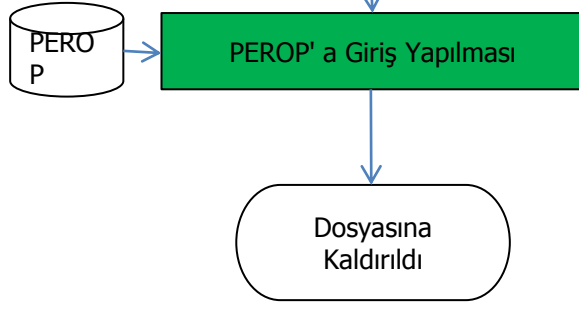 PERO
P
PEROP' a Giriş Yapılması
Dosyasına
Kaldırıldı